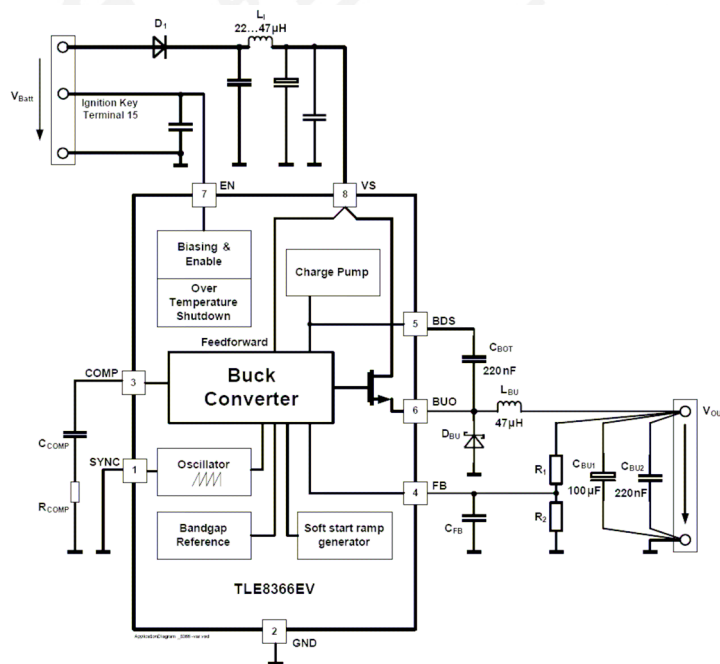 D1
LI
22...47µH
VBatt
Ignition Key
Terminal 15
EN
VS
7
8
Biasing &
Enable
Over
Temperature
Shutdown
Charge Pump
5
BDS
Feedforward
CBOT
220nF
COMP
3
Buck
Converter
6
BUO
LBU
47µH
VOU
CCOMP
DBU
SYNC
1
Oscillator
R1
CBU1
100µF
CBU2
220nF
RCOMP
4
FB
R2
CFB
Bandgap
Reference
Soft start ramp
generator
TLE8366EV
2
GND